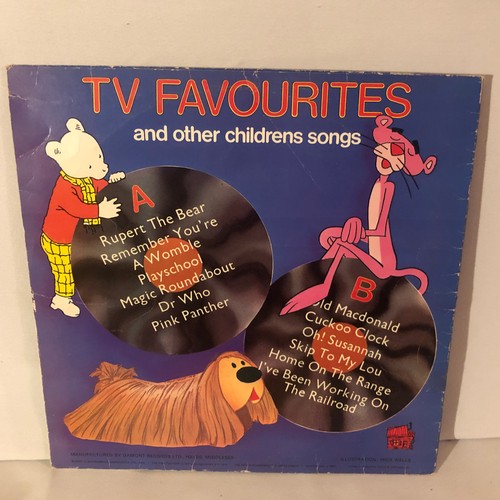 TV FAVOURITES
and other childrens songs
A
Rupert The Bear
Remember You're
A Womble
Playschool
Magic Roundabout
Dr Who
Pink Panther
B
Old Macdonald
Cuckoo Clock
Oh! Susannah
Skip To My Lou
Home On The Range
I've Been Working On
The Railroad